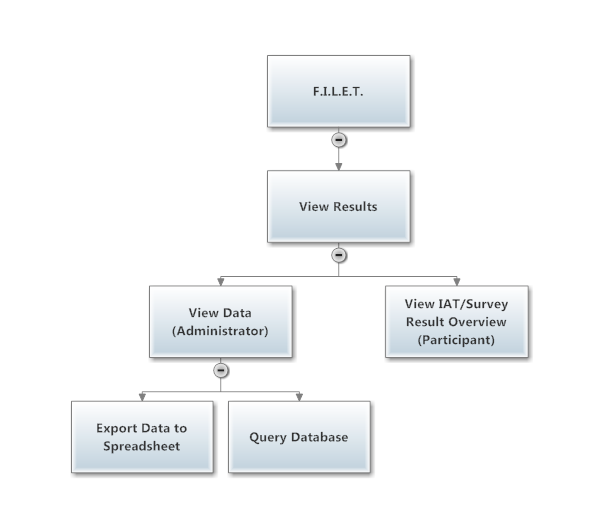 F.I.L.E.T.
View Results
View Data
(Administrator)
View IAT/Survey
Result Overview
(Participant)
Export Data to
Spreadsheet
Query Database